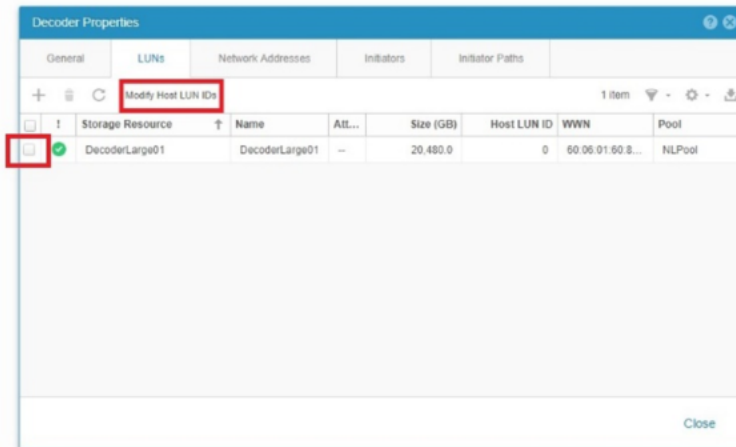 Decoder Properties
General LUNs Network Addresses Initiators Initiator Paths
Modify Host LUN IDs 1 item
! Storage Resource Name Att... Size (GB) Host LUN ID WWN Pool
DecoderLarge01 DecoderLarge01 -- 20,480.0 0 60:06:01:60:8... NLPool
Close